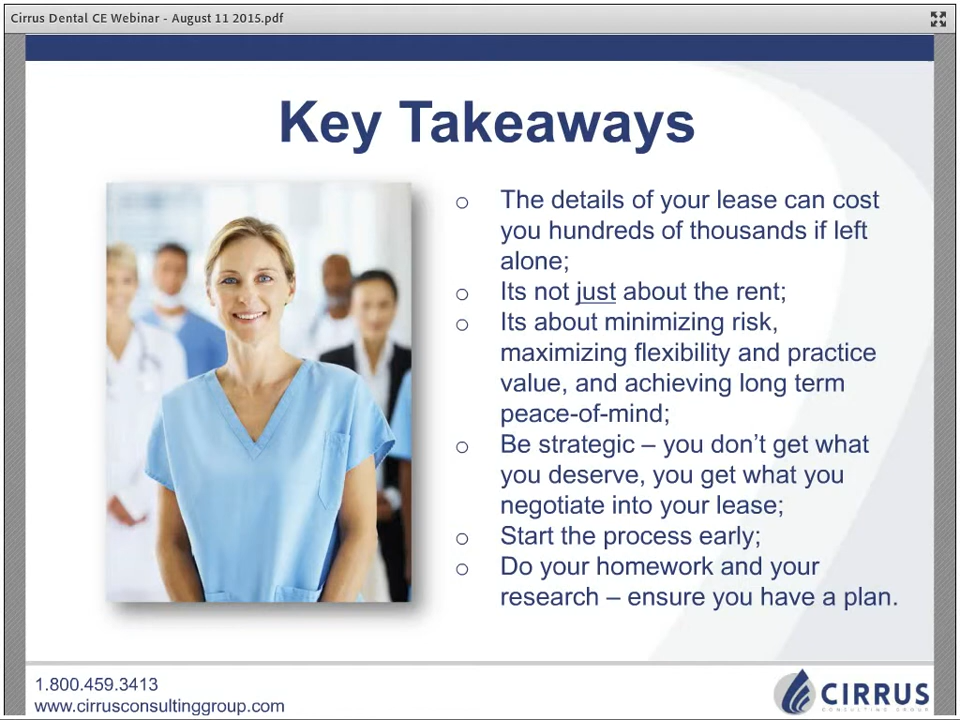 Cirrus Dental CE Webinar - August 11 2015.pdf
Key Takeaways
o The details of your lease can cost
you hundreds of thousands if left
alone;
o Its not just about the rent;
o Its about minimizing risk,
maximizing flexibility and practice
value, and achieving long term
peace-of-mind;
o Be strategic – you don’t get what
you deserve, you get what you
negotiate into your lease;
o Start the process early;
o Do your homework and your
research – ensure you have a plan.
1.800.459.3413
www.cirrusconsultinggroup.com
CIRRUS
CONSULTING GROUP